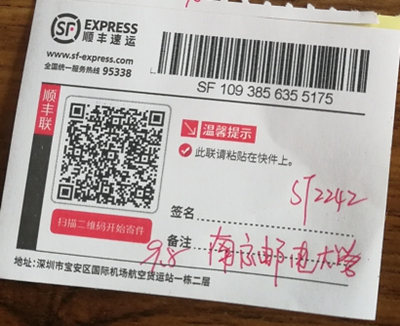 SF EXPRESS
顺丰速运
www.sf-express.com
全国统一服务热线 95338
SF 109 385 635 5175
顺丰联
温馨提示
此联请粘贴在快件上。
扫描二维码开始寄件
签名
ST2242
备注
9.8 南京邮电大学
地址:深圳市宝安区国际机场航空货运站一栋二层